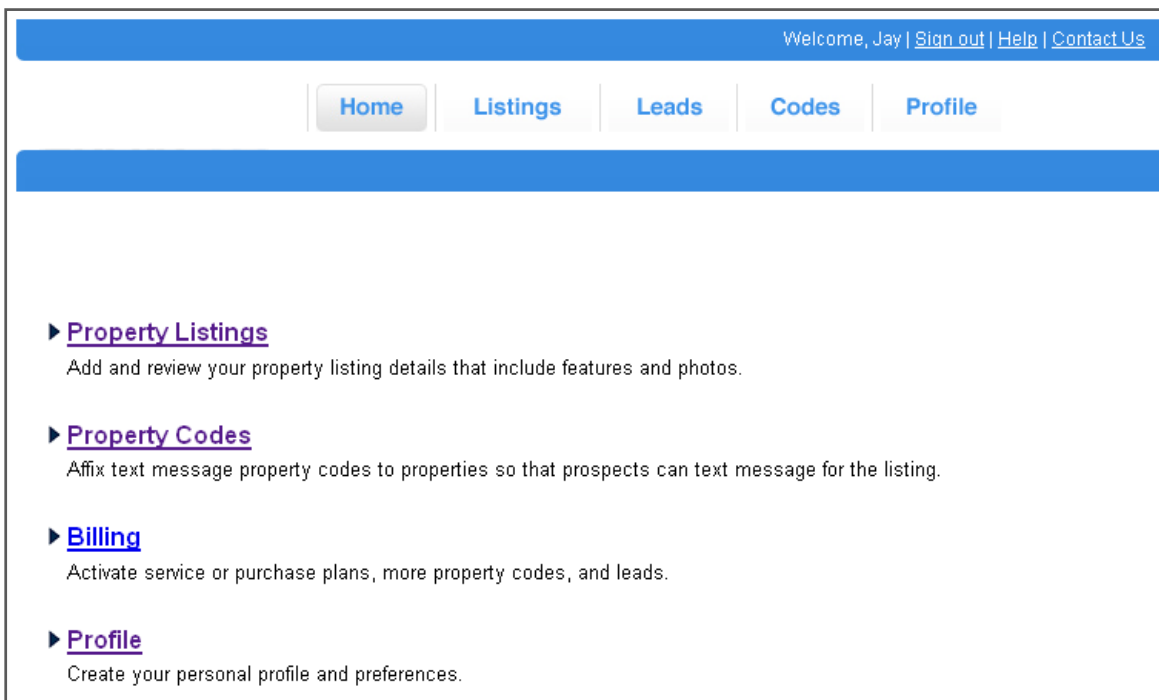 Welcome, Jay | Sign out | Help | Contact Us
Home Listings Leads Codes Profile
Property Listings
Add and review your property listing details that include features and photos.
Property Codes
Affix text message property codes to properties so that prospects can text message for the listing.
Billing
Activate service or purchase plans, more property codes, and leads.
Profile
Create your personal profile and preferences.